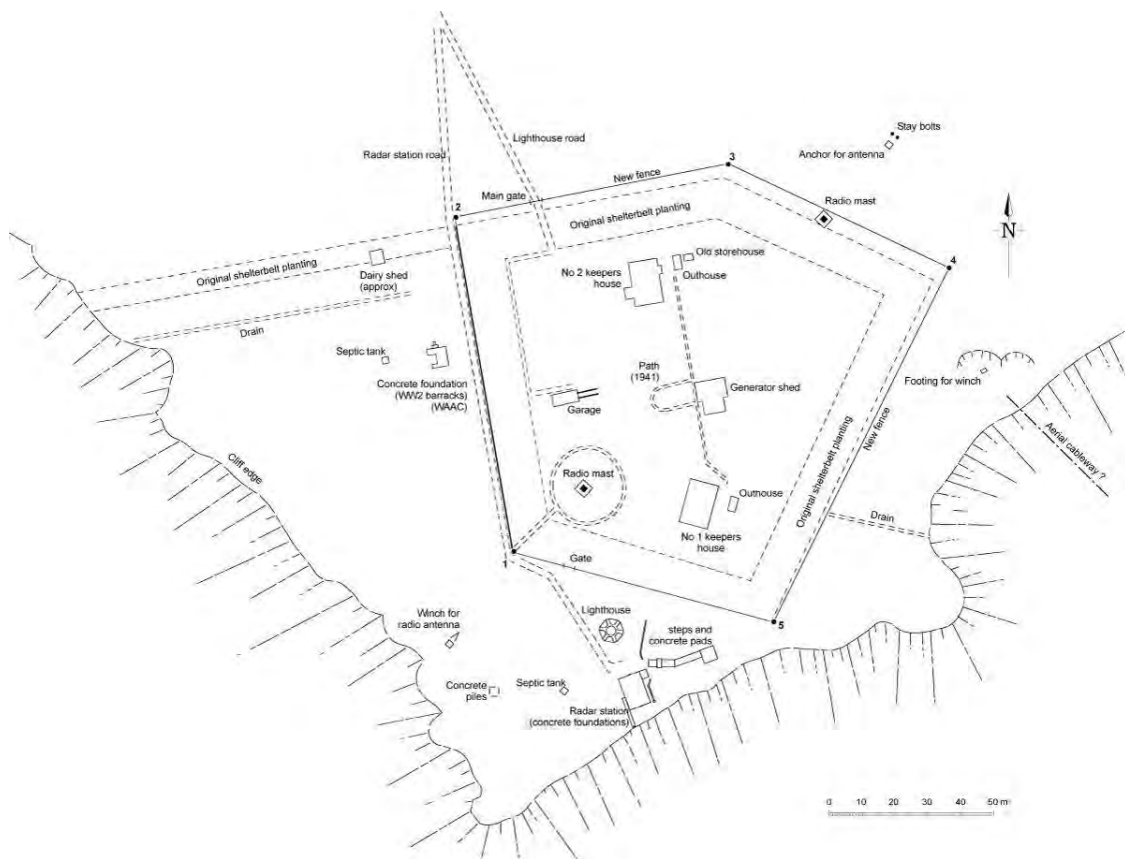 Lighthouse road
Radar station road
Stay bolts
Anchor for antenna
3
New fence
Main gate
2
Radio mast
Original shelterbelt planting
N
4
Original shelterbelt planting
Dairy shed
(approx)
Old storehouse
Outhouse
No 2 keepers
house
Drain
Septic tank
Concrete foundation
(WW2 barracks)
(WAAC)
Path
(1941)
Generator shed
Garage
Footing for winch
Aerial cableway ?
New fence
Original shelterbelt planting
Cliff edge
Radio mast
Outhouse
No 1 keepers
house
Drain
1
Gate
5
Winch for
radio antenna
Lighthouse
steps and
concrete pads
Concrete
piles
Septic tank
Radar station
(concrete foundations)
0 10 20 30 40 50 m